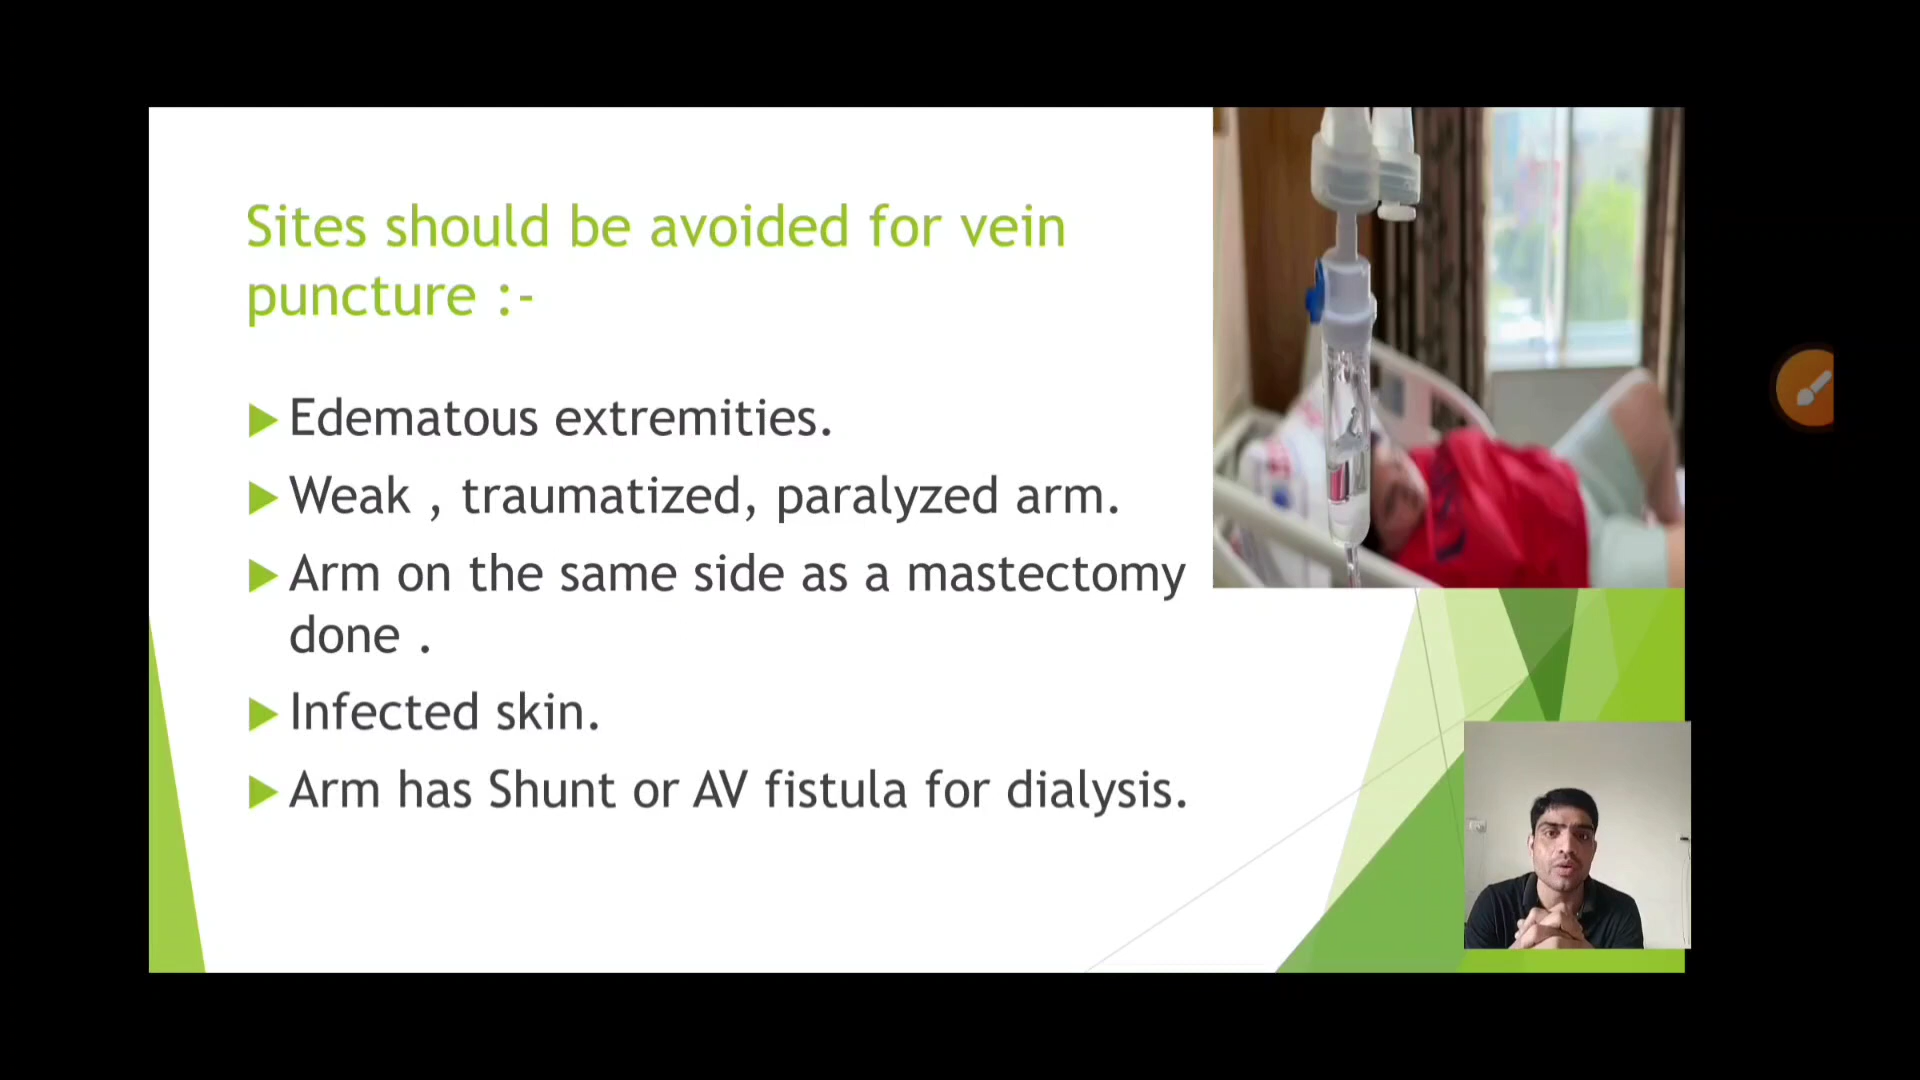 Sites should be avoided for vein
puncture :-
Edematous extremities.
Weak , traumatized, paralyzed arm.
Arm on the same side as a mastectomy
done .
Infected skin.
Arm has Shunt or AV fistula for dialysis.